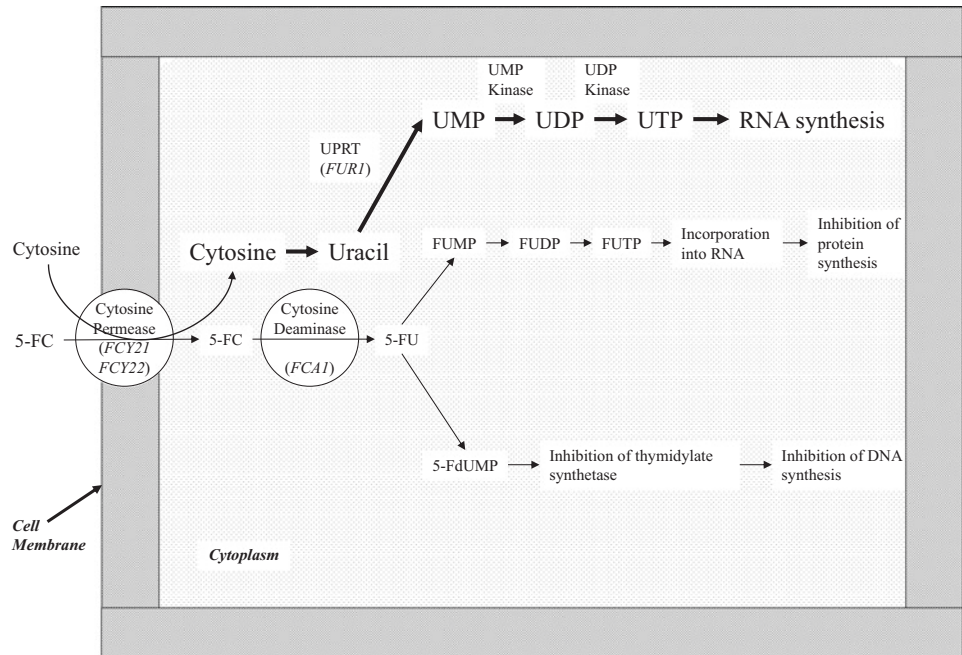 UMP
Kinase
UDP
Kinase
UMP
UDP
UTP
RNA synthesis
UPRT
(FUR1)
Cytosine
Cytosine
Uracil
FUMP
FUDP
FUTP
Incorporation
into RNA
Inhibition of
protein
synthesis
5-FC
Cytosine
Permease
(FCY21
FCY22)
5-FC
Cytosine
Deaminase
(FCA1)
5-FU
5-FdUMP
Inhibition of thymidylate
synthetase
Inhibition of DNA
synthesis
Cell
Membrane
Cytoplasm